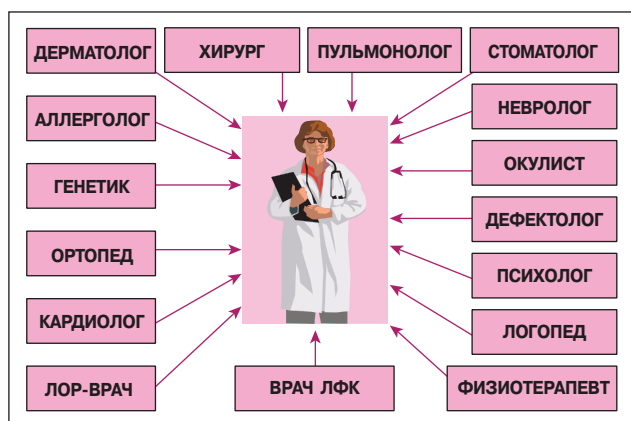 ДЕРМАТОЛОГ
ХИРУРГ
ПУЛЬМОНОЛОГ
СТОМАТОЛОГ
АЛЛЕРГОЛОГ
НЕВРОЛОГ
ГЕНЕТИК
ОКУЛИСТ
ОРТОПЕД
ДЕФЕКТОЛОГ
КАРДИОЛОГ
ПСИХОЛОГ
ЛОГОПЕД
ЛОР-ВРАЧ
ВРАЧ ЛФК
ФИЗИОТЕРАПЕВТ